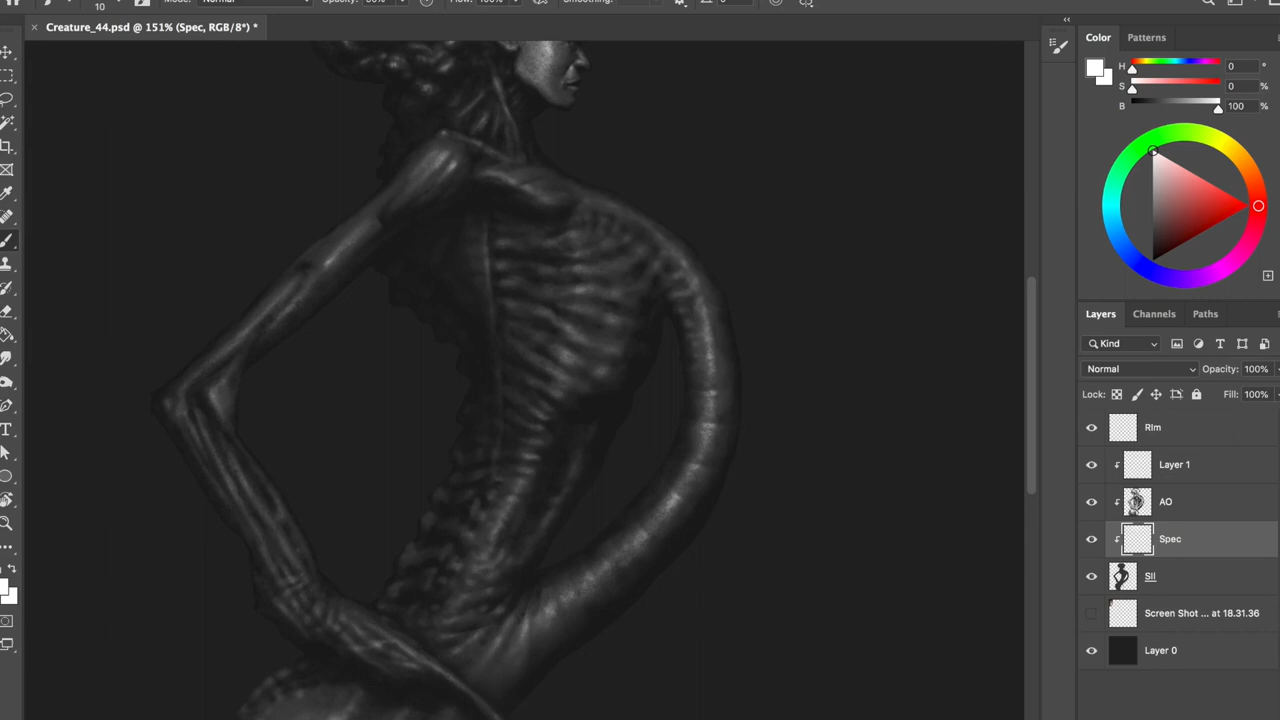 Mode: Normal Opacity: 90% Flow: 100% Smoothing: 0
Creature_44.psd @ 151% (Spec, RGB/8*) *
10
Color Patterns
H 0 °
S 0 %
B 100 %
Layers Channels Paths
Kind
Normal Opacity: 100%
Lock: Fill: 100%
RIm
Layer 1
AO
Spec
SIl
Screen Shot ... at 18.31.36
Layer 0